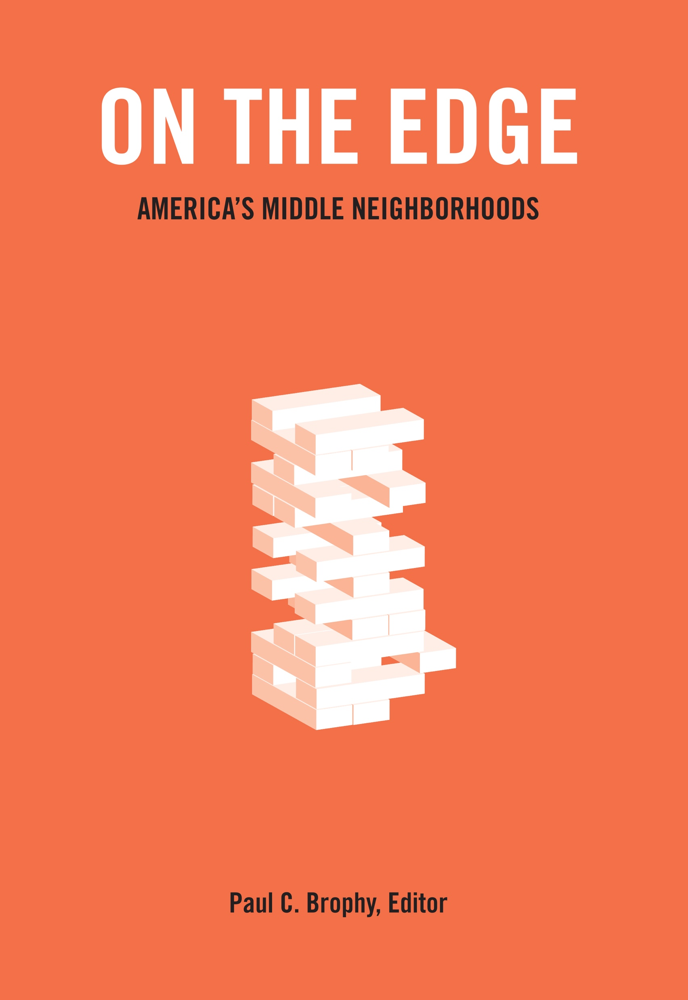 ON THE EDGE
AMERICA'S MIDDLE NEIGHBORHOODS
Paul C. Brophy, Editor